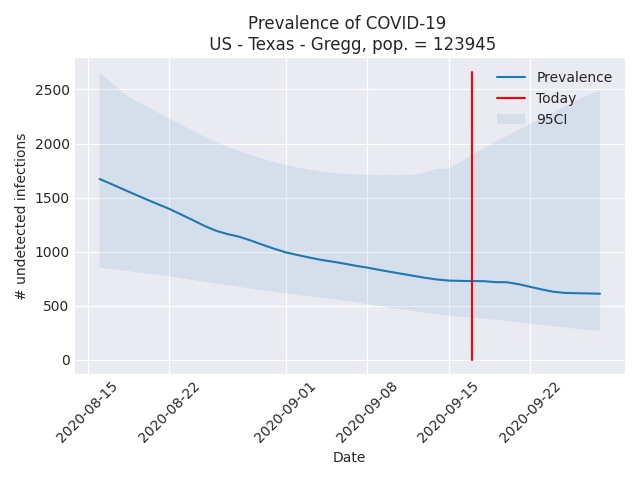 Prevalence of COVID-19
US - Texas - Gregg, pop. = 123945
Prevalence
Today
95CI
# undetected infections
2500
2000
1500
1000
500
0
2020-08-15
2020-08-22
2020-09-01
2020-09-08
2020-09-15
2020-09-22
Date